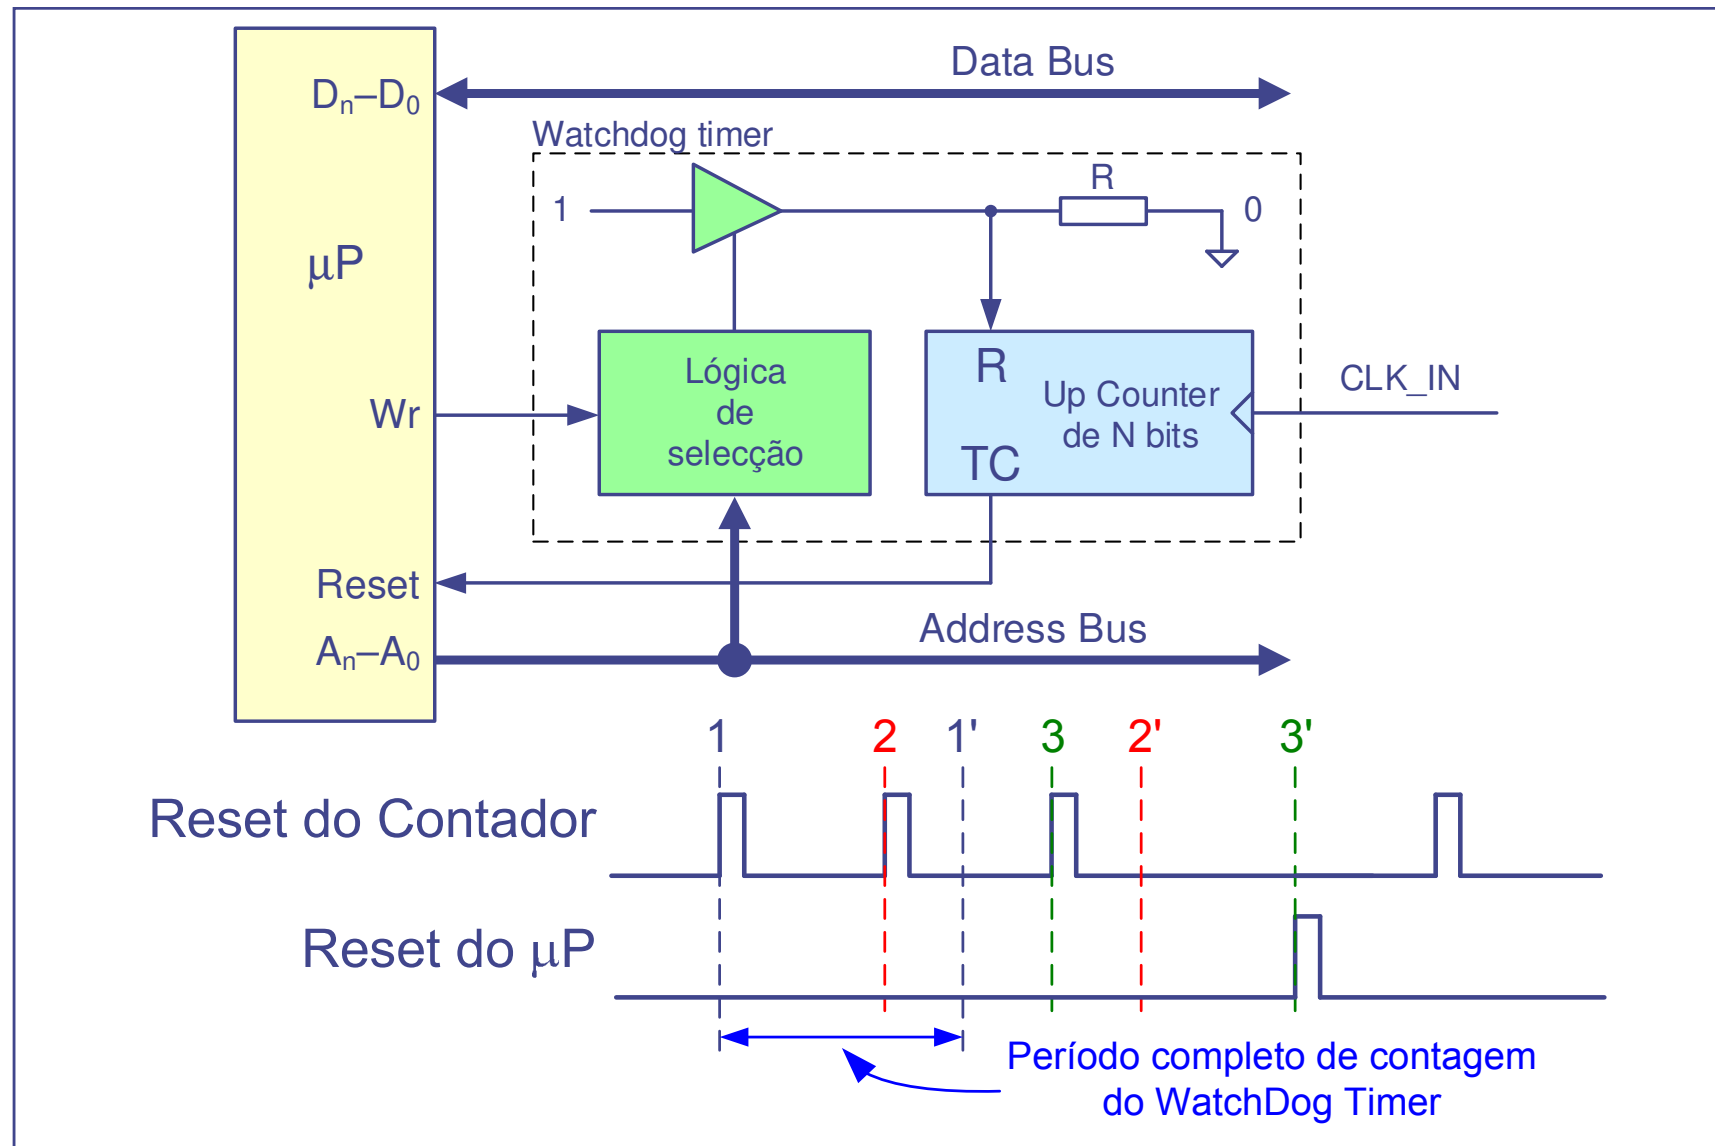 Data Bus
Dn–D0
Watchdog timer
R
1
0
μP
Lógica
de
selecção
R
Up Counter
de N bits
TC
CLK_IN
Wr
Reset
Address Bus
An–A0
1 2 1' 3 2' 3'
Reset do Contador
Reset do μP
Período completo de contagem
do WatchDog Timer